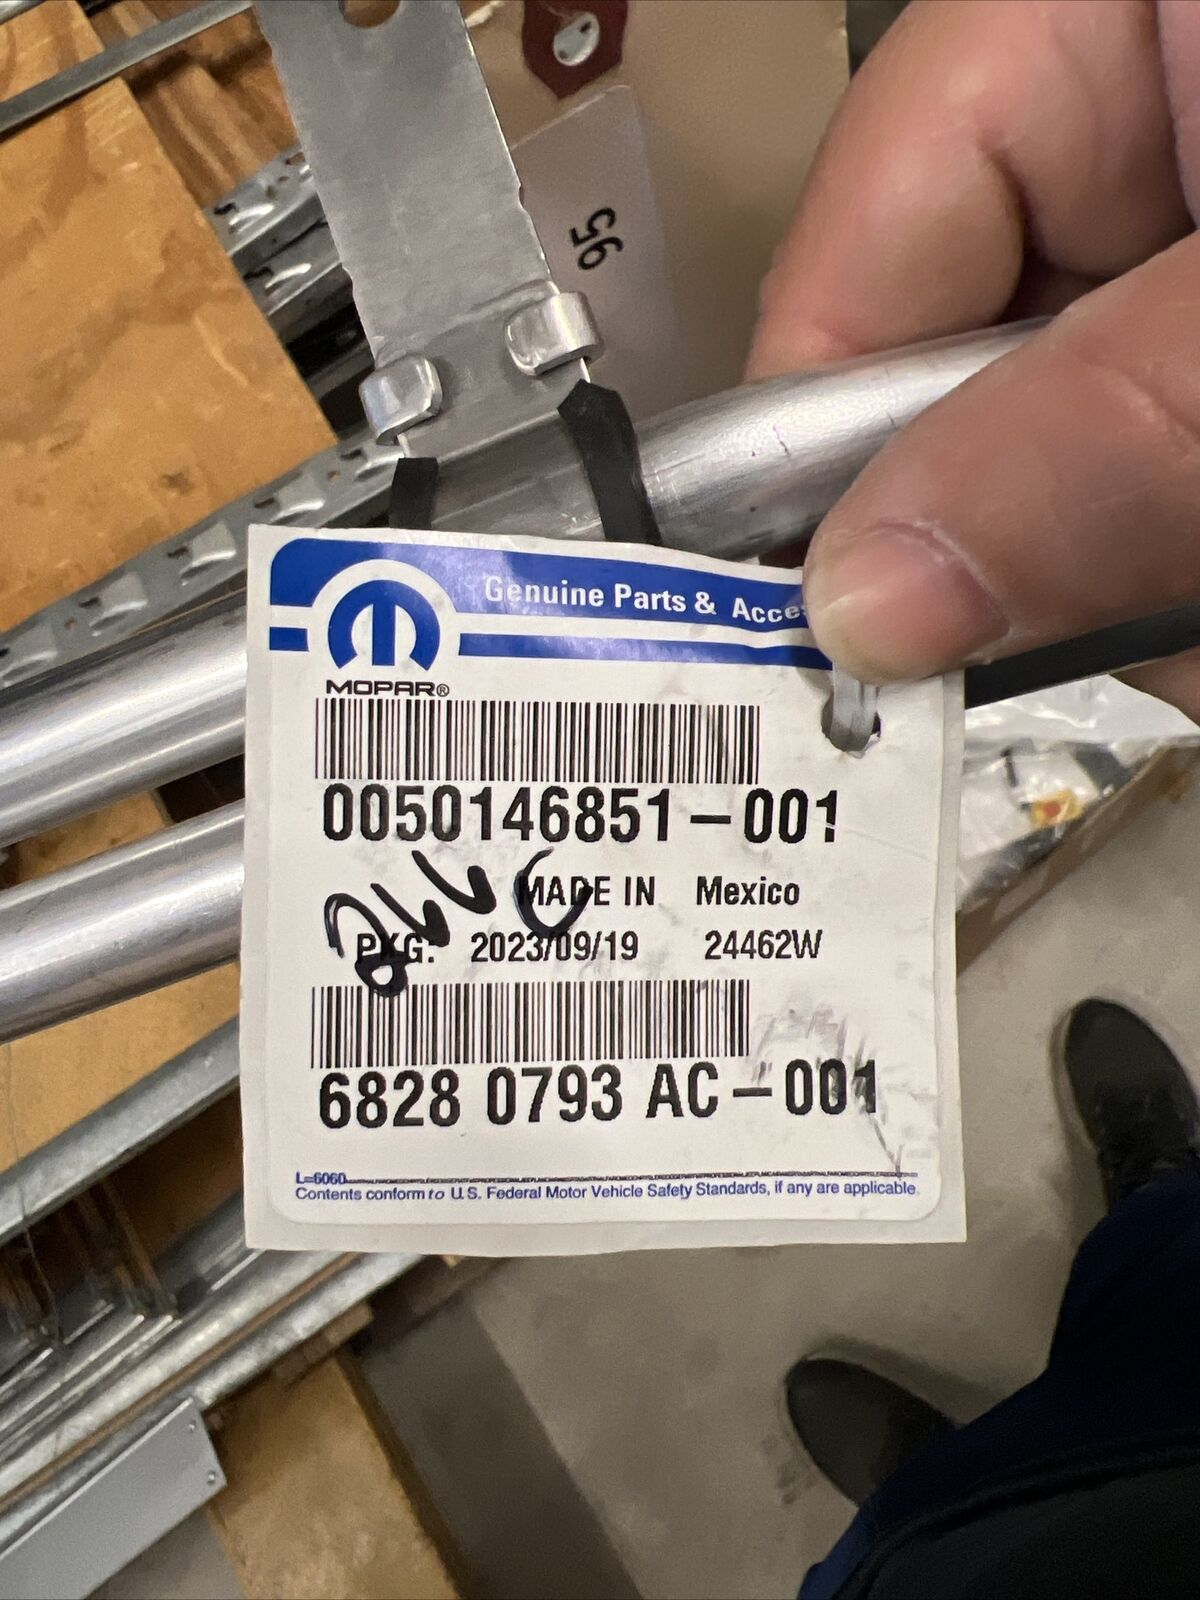 95
Genuine Parts & Acce
MOPAR®
0050146851-001
MADE IN Mexico
PKG: 2023/09/19 24462W
6828 0793 AC-001
L=6060
Contents conform to U.S. Federal Motor Vehicle Safety Standards, if any are applicable.